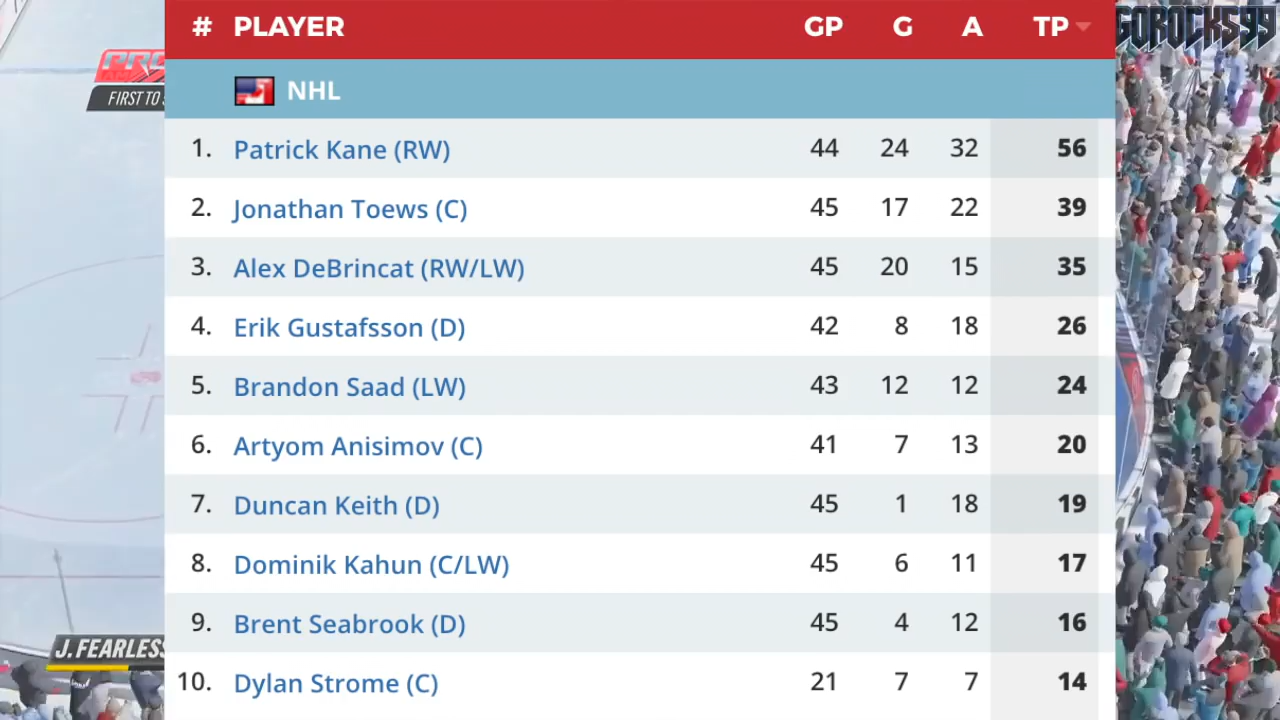 # PLAYER GP G A TP
NHL
1. Patrick Kane (RW) 44 24 32 56
2. Jonathan Toews (C) 45 17 22 39
3. Alex DeBrincat (RW/LW) 45 20 15 35
4. Erik Gustafsson (D) 42 8 18 26
5. Brandon Saad (LW) 43 12 12 24
6. Artyom Anisimov (C) 41 7 13 20
7. Duncan Keith (D) 45 1 18 19
8. Dominik Kahun (C/LW) 45 6 11 17
9. Brent Seabrook (D) 45 4 12 16
10. Dylan Strome (C) 21 7 7 14
GOROCKS99
PRO
AM
FIRST TO
J. FEARLESS